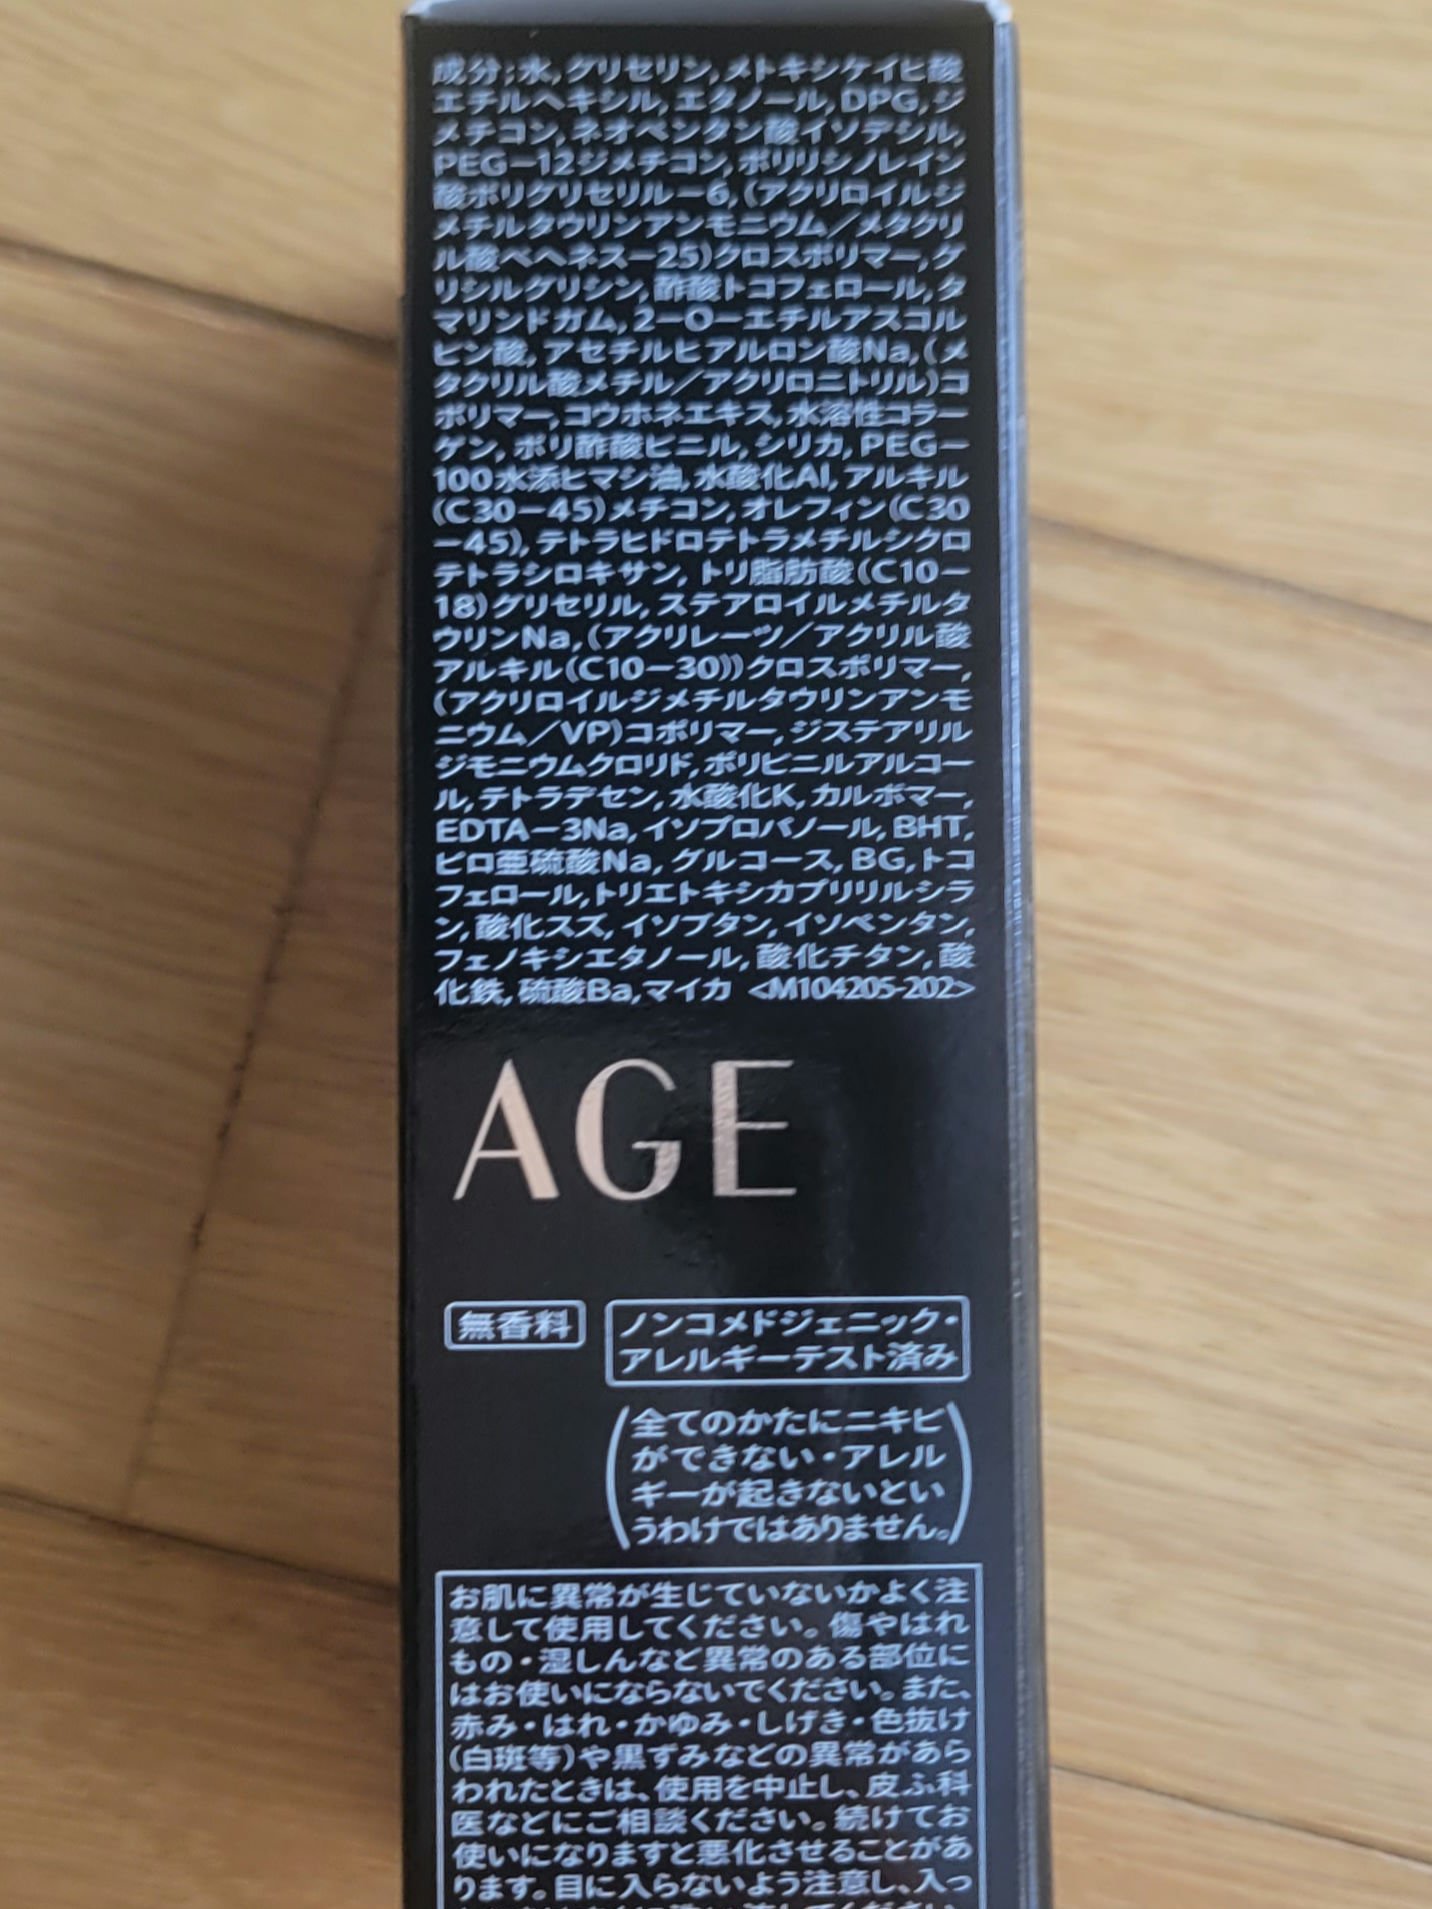 成分:水,グリセリン,メトキシケイヒ酸
エチルヘキシル,エタノール,DPG,ジ
メチコン,ネオペンタン酸イソデシル,
PEG－12ジメチコン,ポリリシノレイン
酸ポリグリセリル－6,(アクリロイルジ
メチルタウリンアンモニウム／メタクリ
ル酸ベヘネス－25)クロスポリマー,グ
リシルグリシン,酢酸トコフェロール,タ
マリンドガム,2－O－エチルアスコル
ビン酸,アセチルヒアルロン酸Na,(メ
タクリル酸メチル／アクリロニトリル)コ
ポリマー,コウホネエキス,水溶性コラー
ゲン,ポリ酢酸ビニル,シリカ,PEG－
100水添ヒマシ油,水酸化Al,アルキル
(C30－45)メチコン,オレフィン(C30
－45),テトラヒドロテトラメチルシクロ
テトラシロキサン,トリ脂肪酸(C10－
18)グリセリル,ステアロイルメチルタ
ウリンNa,(アクリレーツ／アクリル酸
アルキル(C10－30))クロスポリマー,
(アクリロイルジメチルタウリンアンモ
ニウム／VP)コポリマー,ジステアリル
ジモニウムクロリド,ポリビニルアルコー
ル,テトラデセン,水酸化K,カルボマー,
EDTA－3Na,イソプロパノール,BHT,
ピロ亜硫酸Na,グルコース,BG,トコ
フェロール,トリエトキシカプリリルシラ
ン,酸化スズ,イソブタン,イソペンタン,
フェノキシエタノール,酸化チタン,酸
化鉄,硫酸Ba,マイカ <M104205-202>
AGE
無香料
ノンコメドジェニック・
アレルギーテスト済み
(全てのかたにニキビ
ができない・アレル
ギーが起きないとい
うわけではありません。)
お肌に異常が生じていないかよく注
意して使用してください。傷やはれ
もの・湿しんなど異常のある部位に
はお使いにならないでください。また、
赤み・はれ・かゆみ・しげき・色抜け
(白斑等)や黒ずみなどの異常があら
われたときは、使用を中止し、皮ふ科
医などにご相談ください。続けてお
使いになりますと悪化させることがあ
ります。目に入らないよう注意し、入っ